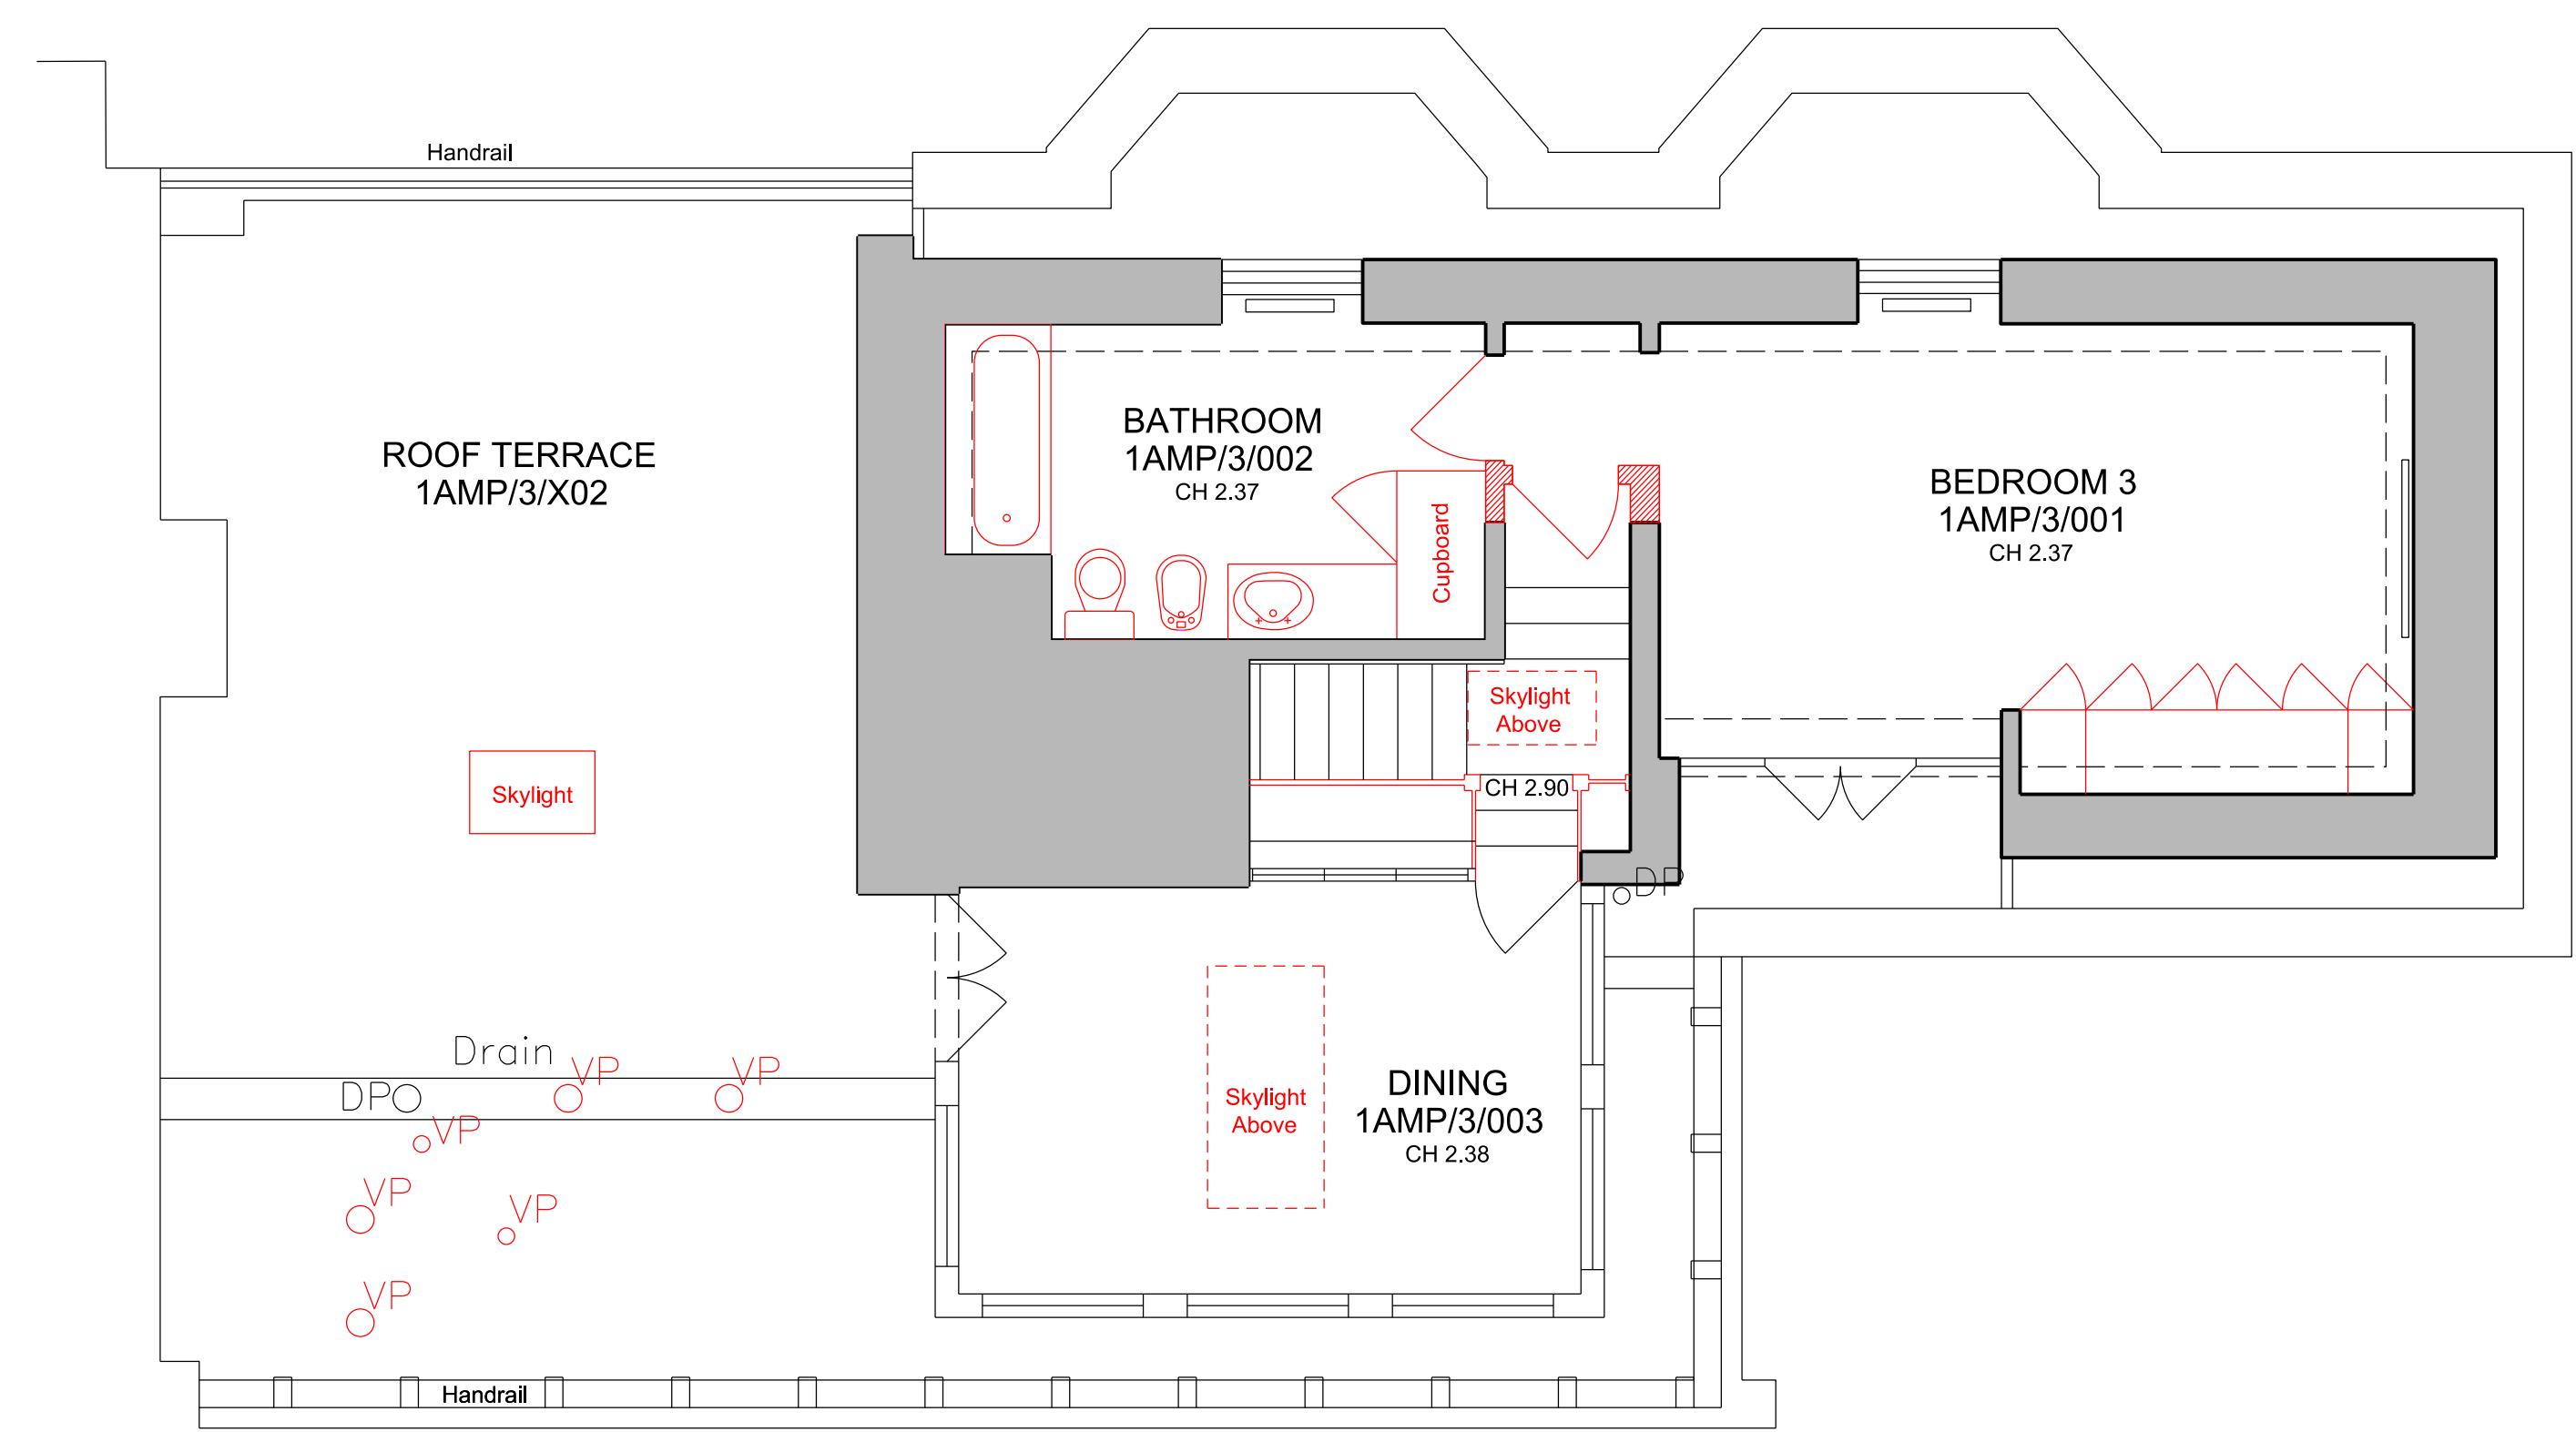 Handrail
BATHROOM
1AMP/3/002
CH 2.37
ROOF TERRACE
1AMP/3/X02
BEDROOM 3
1AMP/3/001
CH 2.37
Cupboard
Skylight
Above
Skylight
CH 2.90
DP
Drain
VP
VP
DP
VP
DINING
1AMP/3/003
CH 2.38
Skylight
Above
VP
VP
VP
Handrail